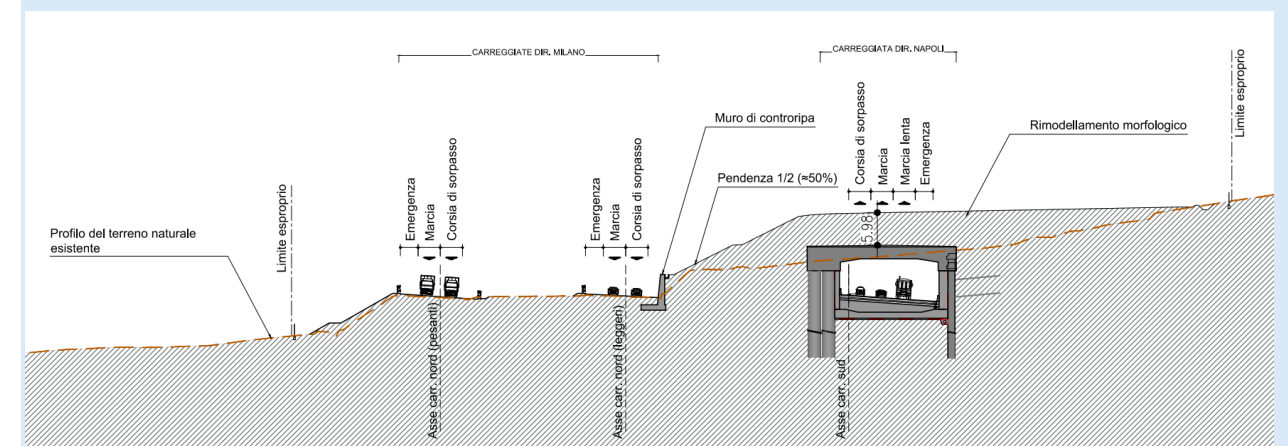 CARREGGIATE DIR. MILANO
CARREGGIATA DIR. NAPOLI
Profilo del terreno naturale
esistente
Limite esproprio
Emergenza
Marcia
Corsia di sorpasso
Asse carr. nord (pesanti)
Emergenza
Marcia
Corsia di sorpasso
Asse carr. nord (leggeri)
Muro di controripa
Pendenza 1/2 (≈50%)
Corsia di sorpasso
Marcia
Marcia lenta
Emergenza
5.98
Asse carr. sud
Rimodellamento morfologico
Limite esproprio